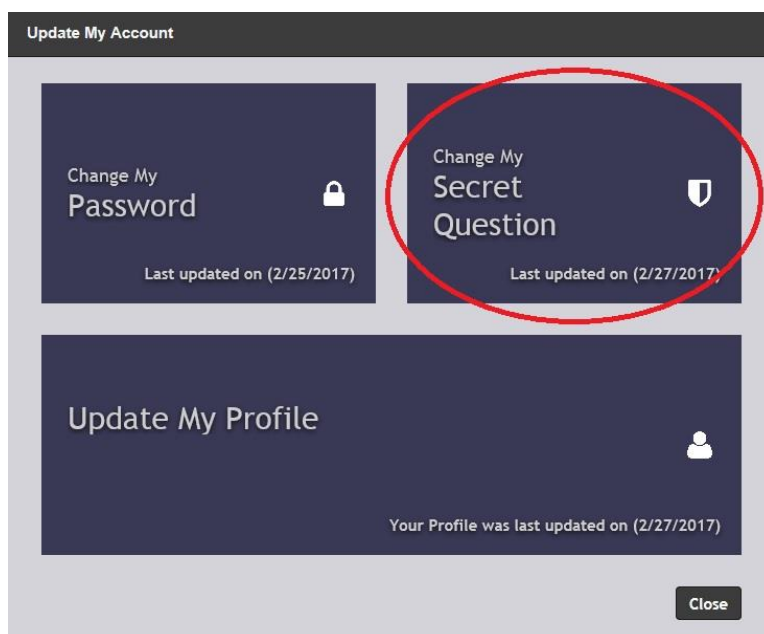 Update My Account
Change My
Password
Last updated on (2/25/2017)
Change My
Secret
Question
Last updated on (2/27/2017)
Update My Profile
Your Profile was last updated on (2/27/2017)
Close